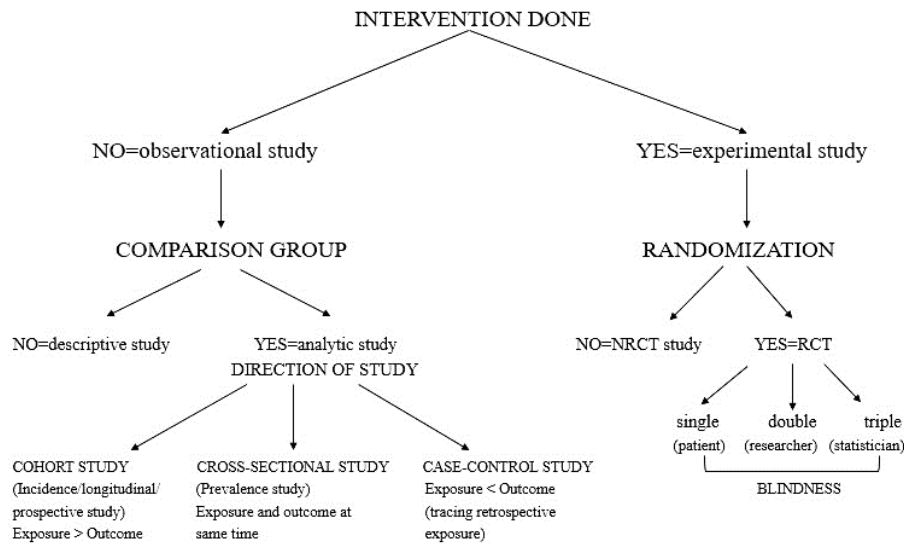 INTERVENTION DONE
NO=observational study
YES=experimental study
COMPARISON GROUP
RANDOMIZATION
NO=descriptive study
YES=analytic study
NO=NRCT study
YES=RCT
DIRECTION OF STUDY
single
double
triple
(patient)
(researcher)
(statistician)
BLINDNESS
COHORT STUDY
(Incidence/longitudinal/
prospective study)
Exposure > Outcome
CROSS-SECTIONAL STUDY
(Prevalence study)
Exposure and outcome at
same time
CASE-CONTROL STUDY
Exposure < Outcome
(tracing retrospective
exposure)